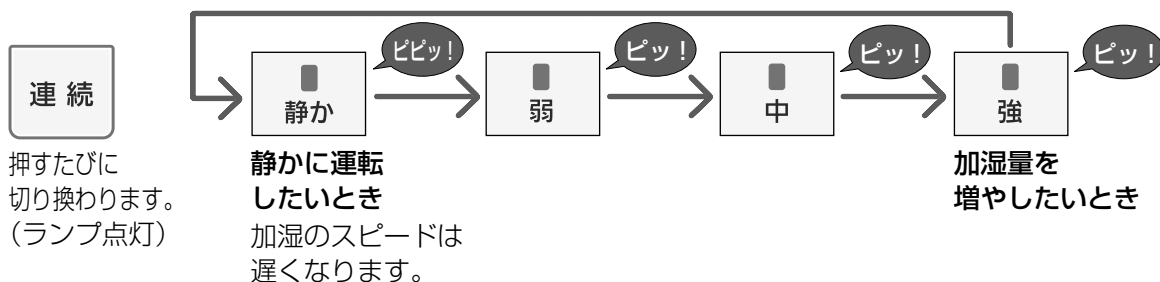 連続
押すたびに
切り換わります。
（ランプ点灯）
静か
ピピッ！
静かに運転
したいとき
加湿のスピードは
遅くなります。
弱
ピッ！
中
ピッ！
強
ピッ！
加湿量を
増やしたいとき